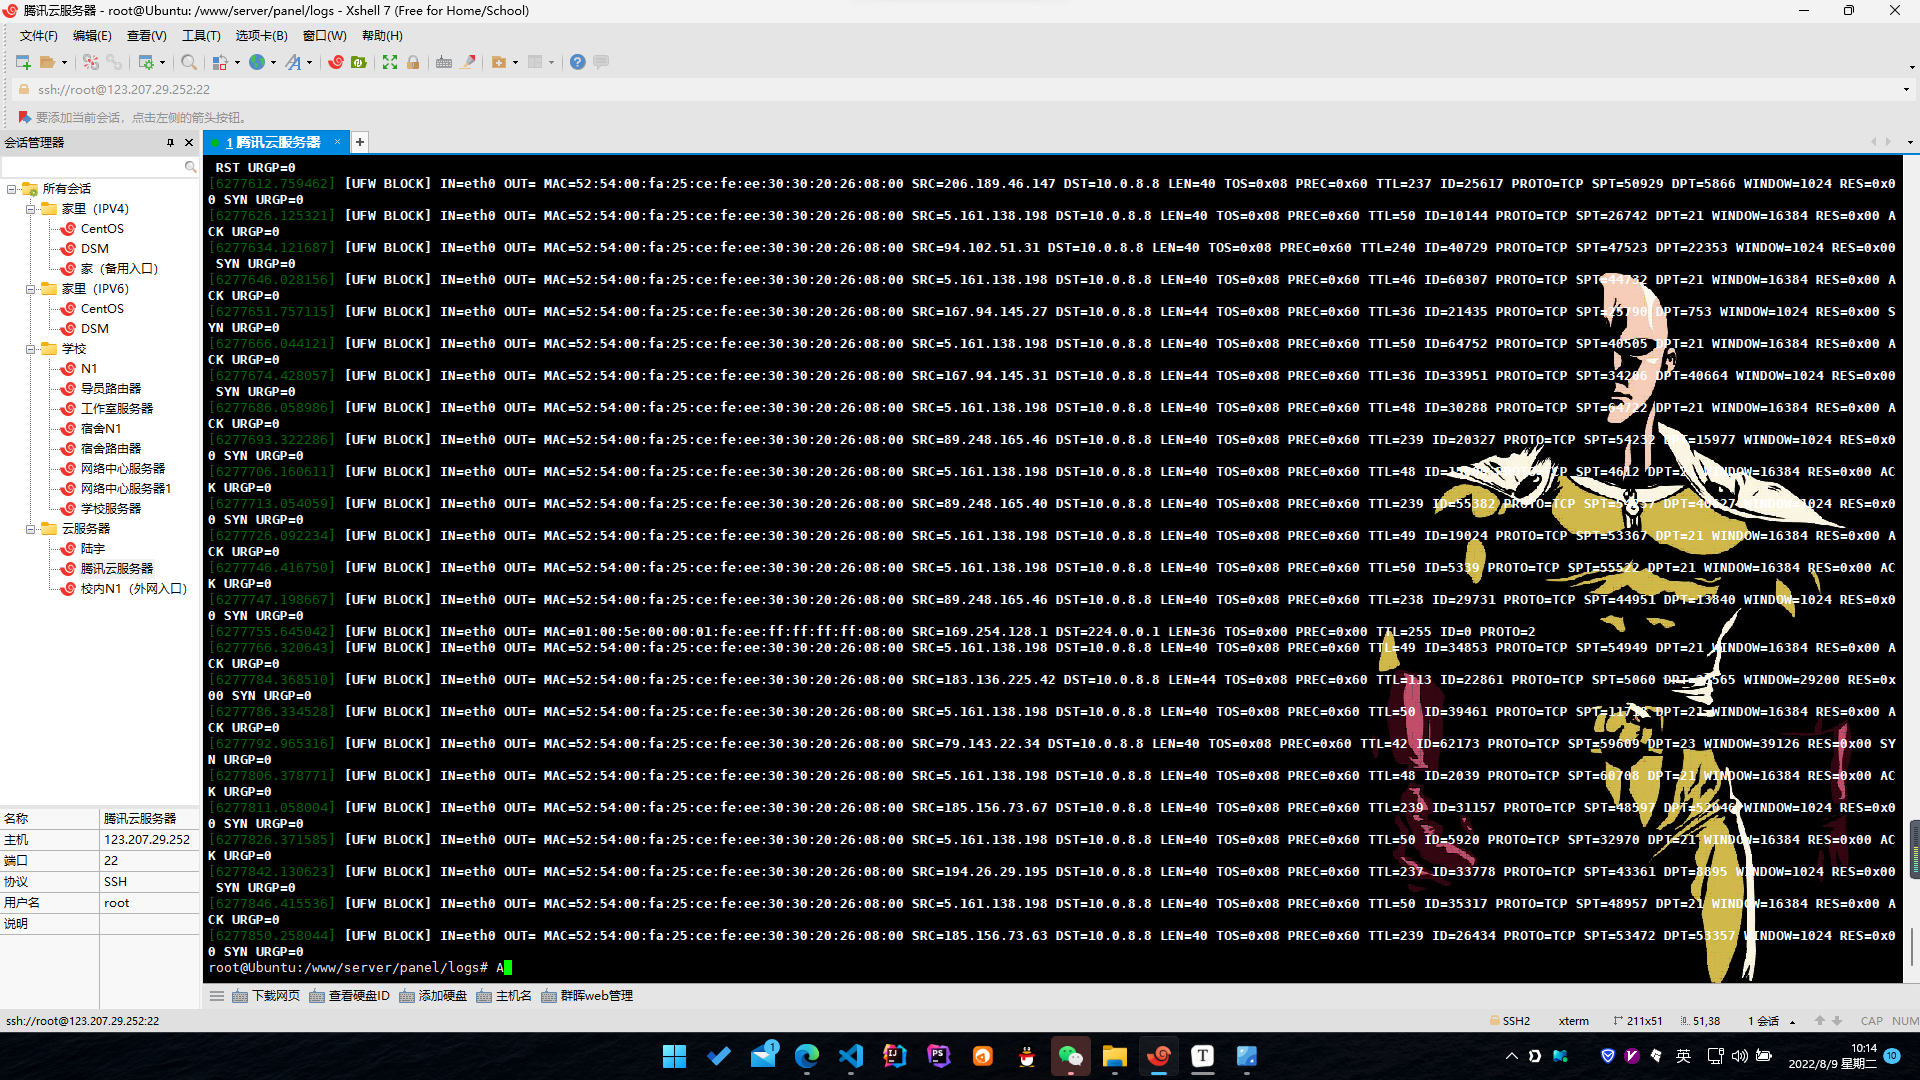 腾讯云服务器 - root@Ubuntu: /www/server/panel/logs - Xshell 7 (Free for Home/School)
文件(F) 编辑(E) 查看(V) 工具(T) 选项卡(B) 窗口(W) 帮助(H)
ssh://root@123.207.29.252:22
要添加当前会话，点击左侧的箭头按钮。
会话管理器
所有会话
家里（IPV4）
CentOS
DSM
家（备用入口）
家里（IPV6）
CentOS
DSM
学校
N1
导员路由器
工作室服务器
宿舍N1
宿舍路由器
网络中心服务器
网络中心服务器1
学校服务器
云服务器
陆宇
腾讯云服务器
校内N1（外网入口）
名称 腾讯云服务器
主机 123.207.29.252
端口 22
协议 SSH
用户名 root
说明
1 腾讯云服务器
RST URGP=0
[6277612.759462] [UFW BLOCK] IN=eth0 OUT= MAC=52:54:00:fa:25:ce:fe:ee:30:30:20:26:08:00 SRC=206.189.46.147 DST=10.0.8.8 LEN=40 TOS=0x08 PREC=0x60 TTL=237 ID=25617 PROTO=TCP SPT=50929 DPT=5866 WINDOW=1024 RES=0x0
0 SYN URGP=0
[6277626.125321] [UFW BLOCK] IN=eth0 OUT= MAC=52:54:00:fa:25:ce:fe:ee:30:30:20:26:08:00 SRC=5.161.138.198 DST=10.0.8.8 LEN=40 TOS=0x08 PREC=0x60 TTL=50 ID=10144 PROTO=TCP SPT=26742 DPT=21 WINDOW=16384 RES=0x00 A
CK URGP=0
[6277634.121687] [UFW BLOCK] IN=eth0 OUT= MAC=52:54:00:fa:25:ce:fe:ee:30:30:20:26:08:00 SRC=94.102.51.31 DST=10.0.8.8 LEN=40 TOS=0x08 PREC=0x60 TTL=240 ID=40729 PROTO=TCP SPT=47523 DPT=22353 WINDOW=1024 RES=0x00
SYN URGP=0
[6277646.028156] [UFW BLOCK] IN=eth0 OUT= MAC=52:54:00:fa:25:ce:fe:ee:30:30:20:26:08:00 SRC=5.161.138.198 DST=10.0.8.8 LEN=40 TOS=0x08 PREC=0x60 TTL=46 ID=60307 PROTO=TCP SPT=44732 DPT=21 WINDOW=16384 RES=0x00 A
CK URGP=0
[6277651.757115] [UFW BLOCK] IN=eth0 OUT= MAC=52:54:00:fa:25:ce:fe:ee:30:30:20:26:08:00 SRC=167.94.145.27 DST=10.0.8.8 LEN=44 TOS=0x08 PREC=0x60 TTL=36 ID=21435 PROTO=TCP SPT=25790 DPT=753 WINDOW=1024 RES=0x00 S
YN URGP=0
[6277666.044121] [UFW BLOCK] IN=eth0 OUT= MAC=52:54:00:fa:25:ce:fe:ee:30:30:20:26:08:00 SRC=5.161.138.198 DST=10.0.8.8 LEN=40 TOS=0x08 PREC=0x60 TTL=50 ID=64752 PROTO=TCP SPT=40505 DPT=21 WINDOW=16384 RES=0x00 A
CK URGP=0
[6277674.428057] [UFW BLOCK] IN=eth0 OUT= MAC=52:54:00:fa:25:ce:fe:ee:30:30:20:26:08:00 SRC=167.94.145.31 DST=10.0.8.8 LEN=44 TOS=0x08 PREC=0x60 TTL=36 ID=33951 PROTO=TCP SPT=34206 DPT=40664 WINDOW=1024 RES=0x00
SYN URGP=0
[6277686.058986] [UFW BLOCK] IN=eth0 OUT= MAC=52:54:00:fa:25:ce:fe:ee:30:30:20:26:08:00 SRC=5.161.138.198 DST=10.0.8.8 LEN=40 TOS=0x08 PREC=0x60 TTL=48 ID=30288 PROTO=TCP SPT=64722 DPT=21 WINDOW=16384 RES=0x00 A
CK URGP=0
[6277693.322286] [UFW BLOCK] IN=eth0 OUT= MAC=52:54:00:fa:25:ce:fe:ee:30:30:20:26:08:00 SRC=89.248.165.46 DST=10.0.8.8 LEN=40 TOS=0x08 PREC=0x60 TTL=239 ID=20327 PROTO=TCP SPT=54232 DPT=15977 WINDOW=1024 RES=0x0
0 SYN URGP=0
[6277706.160611] [UFW BLOCK] IN=eth0 OUT= MAC=52:54:00:fa:25:ce:fe:ee:30:30:20:26:08:00 SRC=5.161.138.198 DST=10.0.8.8 LEN=40 TOS=0x08 PREC=0x60 TTL=48 PROTO=TCP SPT=4612 DPT=21 WINDOW=16384 RES=0x00 AC
K URGP=0
[6277713.054059] [UFW BLOCK] IN=eth0 OUT= MAC=52:54:00:fa:25:ce:fe:ee:30:30:20:26:08:00 SRC=89.248.165.40 DST=10.0.8.8 LEN=40 TOS=0x08 PREC=0x60 TTL=239 ID=55382 PROTO=TCP WINDOW=1024 RES=0x0
0 SYN URGP=0
[6277726.092234] [UFW BLOCK] IN=eth0 OUT= MAC=52:54:00:fa:25:ce:fe:ee:30:30:20:26:08:00 SRC=5.161.138.198 DST=10.0.8.8 LEN=40 TOS=0x08 PREC=0x60 TTL=49 ID=19024 PROTO=TCP SPT=53367 DPT=21 WINDOW=16384 RES=0x00 A
CK URGP=0
[6277746.416750] [UFW BLOCK] IN=eth0 OUT= MAC=52:54:00:fa:25:ce:fe:ee:30:30:20:26:08:00 SRC=5.161.138.198 DST=10.0.8.8 LEN=40 TOS=0x08 PREC=0x60 TTL=50 ID=5339 PROTO=TCP SPT=55522 DPT=21 WINDOW=16384 RES=0x00 AC
K URGP=0
[6277747.198667] [UFW BLOCK] IN=eth0 OUT= MAC=52:54:00:fa:25:ce:fe:ee:30:30:20:26:08:00 SRC=89.248.165.46 DST=10.0.8.8 LEN=40 TOS=0x08 PREC=0x60 TTL=238 ID=29731 PROTO=TCP SPT=44951 DPT=13840 WINDOW=1024 RES=0x0
0 SYN URGP=0
[6277755.645042] [UFW BLOCK] IN=eth0 OUT= MAC=01:00:5e:00:00:01:fe:ee:ff:ff:ff:ff:08:00 SRC=169.254.128.1 DST=224.0.0.1 LEN=36 TOS=0x00 PREC=0x00 TTL=255 ID=0 PROTO=2
[6277766.320643] [UFW BLOCK] IN=eth0 OUT= MAC=52:54:00:fa:25:ce:fe:ee:30:30:20:26:08:00 SRC=5.161.138.198 DST=10.0.8.8 LEN=40 TOS=0x08 PREC=0x60 TTL=49 ID=34853 PROTO=TCP SPT=54949 DPT=21 WINDOW=16384 RES=0x00 A
CK URGP=0
[6277784.368510] [UFW BLOCK] IN=eth0 OUT= MAC=52:54:00:fa:25:ce:fe:ee:30:30:20:26:08:00 SRC=183.136.225.42 DST=10.0.8.8 LEN=44 TOS=0x08 PREC=0x60 TTL=113 ID=22861 PROTO=TCP SPT=5060 WINDOW=29200 RES=0x
00 SYN URGP=0
[6277786.334528] [UFW BLOCK] IN=eth0 OUT= MAC=52:54:00:fa:25:ce:fe:ee:30:30:20:26:08:00 SRC=5.161.138.198 DST=10.0.8.8 LEN=40 TOS=0x08 PREC=0x60 TTL=50 ID=39461 PROTO=TCP DPT=21 WINDOW=16384 RES=0x00 A
CK URGP=0
[6277792.965316] [UFW BLOCK] IN=eth0 OUT= MAC=52:54:00:fa:25:ce:fe:ee:30:30:20:26:08:00 SRC=79.143.22.34 DST=10.0.8.8 LEN=40 TOS=0x08 PREC=0x60 TTL=42 ID=62173 PROTO=TCP SPT=59609 DPT=23 WINDOW=39126 RES=0x00 SY
N URGP=0
[6277806.378771] [UFW BLOCK] IN=eth0 OUT= MAC=52:54:00:fa:25:ce:fe:ee:30:30:20:26:08:00 SRC=5.161.138.198 DST=10.0.8.8 LEN=40 TOS=0x08 PREC=0x60 TTL=48 ID=2039 PROTO=TCP SPT=60708 DPT=21 WINDOW=16384 RES=0x00 AC
K URGP=0
[6277811.058004] [UFW BLOCK] IN=eth0 OUT= MAC=52:54:00:fa:25:ce:fe:ee:30:30:20:26:08:00 SRC=185.156.73.67 DST=10.0.8.8 LEN=40 TOS=0x08 PREC=0x60 TTL=239 ID=31157 PROTO=TCP SPT=48597 DPT=52046 WINDOW=1024 RES=0x0
0 SYN URGP=0
[6277826.371585] [UFW BLOCK] IN=eth0 OUT= MAC=52:54:00:fa:25:ce:fe:ee:30:30:20:26:08:00 SRC=5.161.138.198 DST=10.0.8.8 LEN=40 TOS=0x08 PREC=0x60 TTL=50 ID=5920 PROTO=TCP SPT=32970 DPT=21 WINDOW=16384 RES=0x00 AC
K URGP=0
[6277842.130623] [UFW BLOCK] IN=eth0 OUT= MAC=52:54:00:fa:25:ce:fe:ee:30:30:20:26:08:00 SRC=194.26.29.195 DST=10.0.8.8 LEN=40 TOS=0x08 PREC=0x60 TTL=237 ID=33778 PROTO=TCP SPT=43361 DPT=8895 WINDOW=1024 RES=0x00
SYN URGP=0
[6277846.415536] [UFW BLOCK] IN=eth0 OUT= MAC=52:54:00:fa:25:ce:fe:ee:30:30:20:26:08:00 SRC=5.161.138.198 DST=10.0.8.8 LEN=40 TOS=0x08 PREC=0x60 TTL=50 ID=35317 PROTO=TCP SPT=48957 DPT=21 WINDOW=16384 RES=0x00 A
CK URGP=0
[6277850.258044] [UFW BLOCK] IN=eth0 OUT= MAC=52:54:00:fa:25:ce:fe:ee:30:30:20:26:08:00 SRC=185.156.73.63 DST=10.0.8.8 LEN=40 TOS=0x08 PREC=0x60 TTL=239 ID=26434 PROTO=TCP SPT=53472 DPT=53357 WINDOW=1024 RES=0x0
0 SYN URGP=0
root@Ubuntu:/www/server/panel/logs# A
下载网页 查看硬盘ID 添加硬盘 主机名 群晖web管理
ssh://root@123.207.29.252:22 SSH2 xterm 211x51 51,38 1 会话 CAP NUM
1 英 10:14
2022/8/9 星期二 10